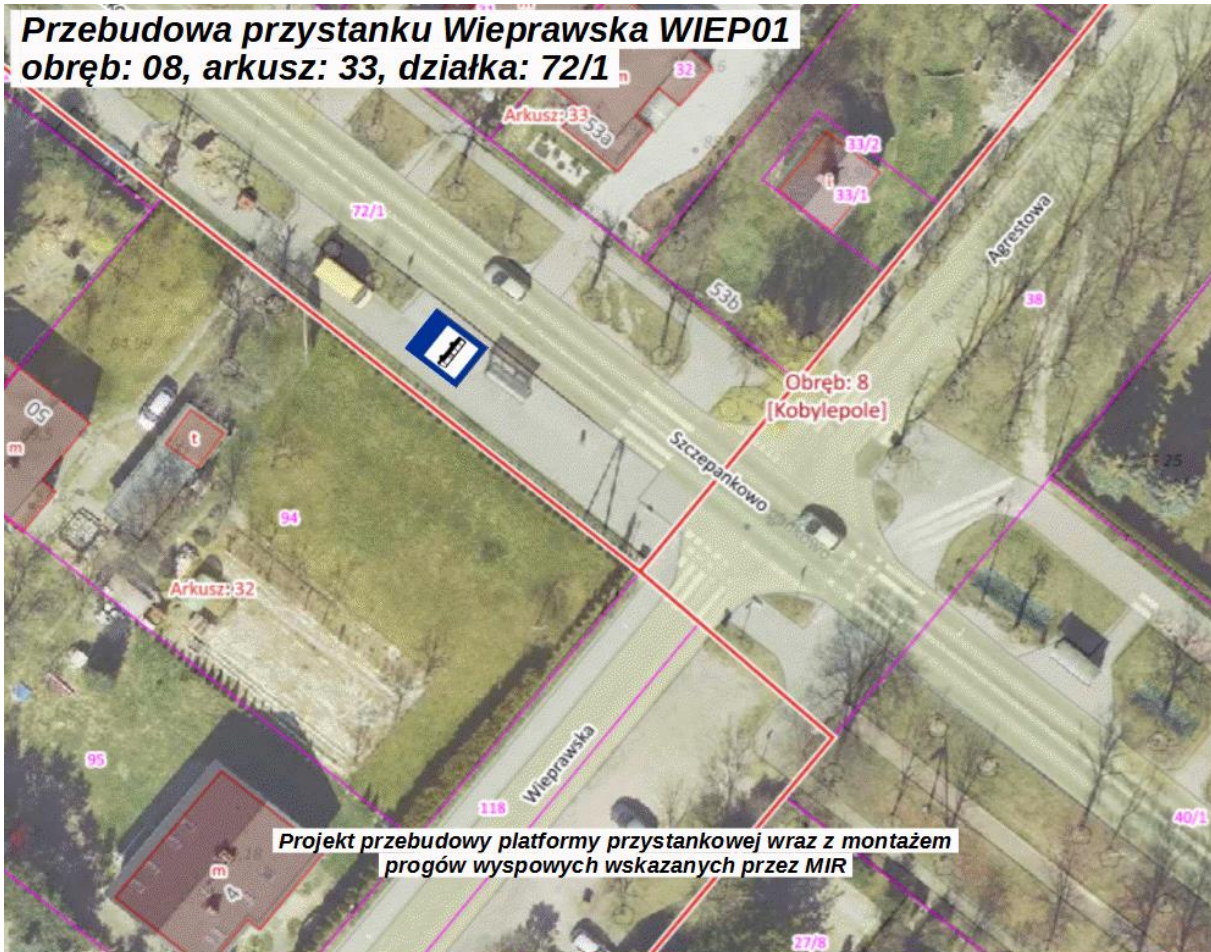 Przebudowa przystanku Wieprawska WIEP01
obręb: 08, arkusz: 33, działka: 72/1
32
m
Arkusz: 33
53a
33/2
i
33/1
72/1
Agrestowa
38
53b
Obręb: 8
[Kobylepole]
50
m
t
Szczepankowo
25
94
Arkusz: 32
95
Wieprawska
118
40/1
Projekt przebudowy platformy przystankowej wraz z montażem
progów wyspowych wskazanych przez MIR
m
4
27/8